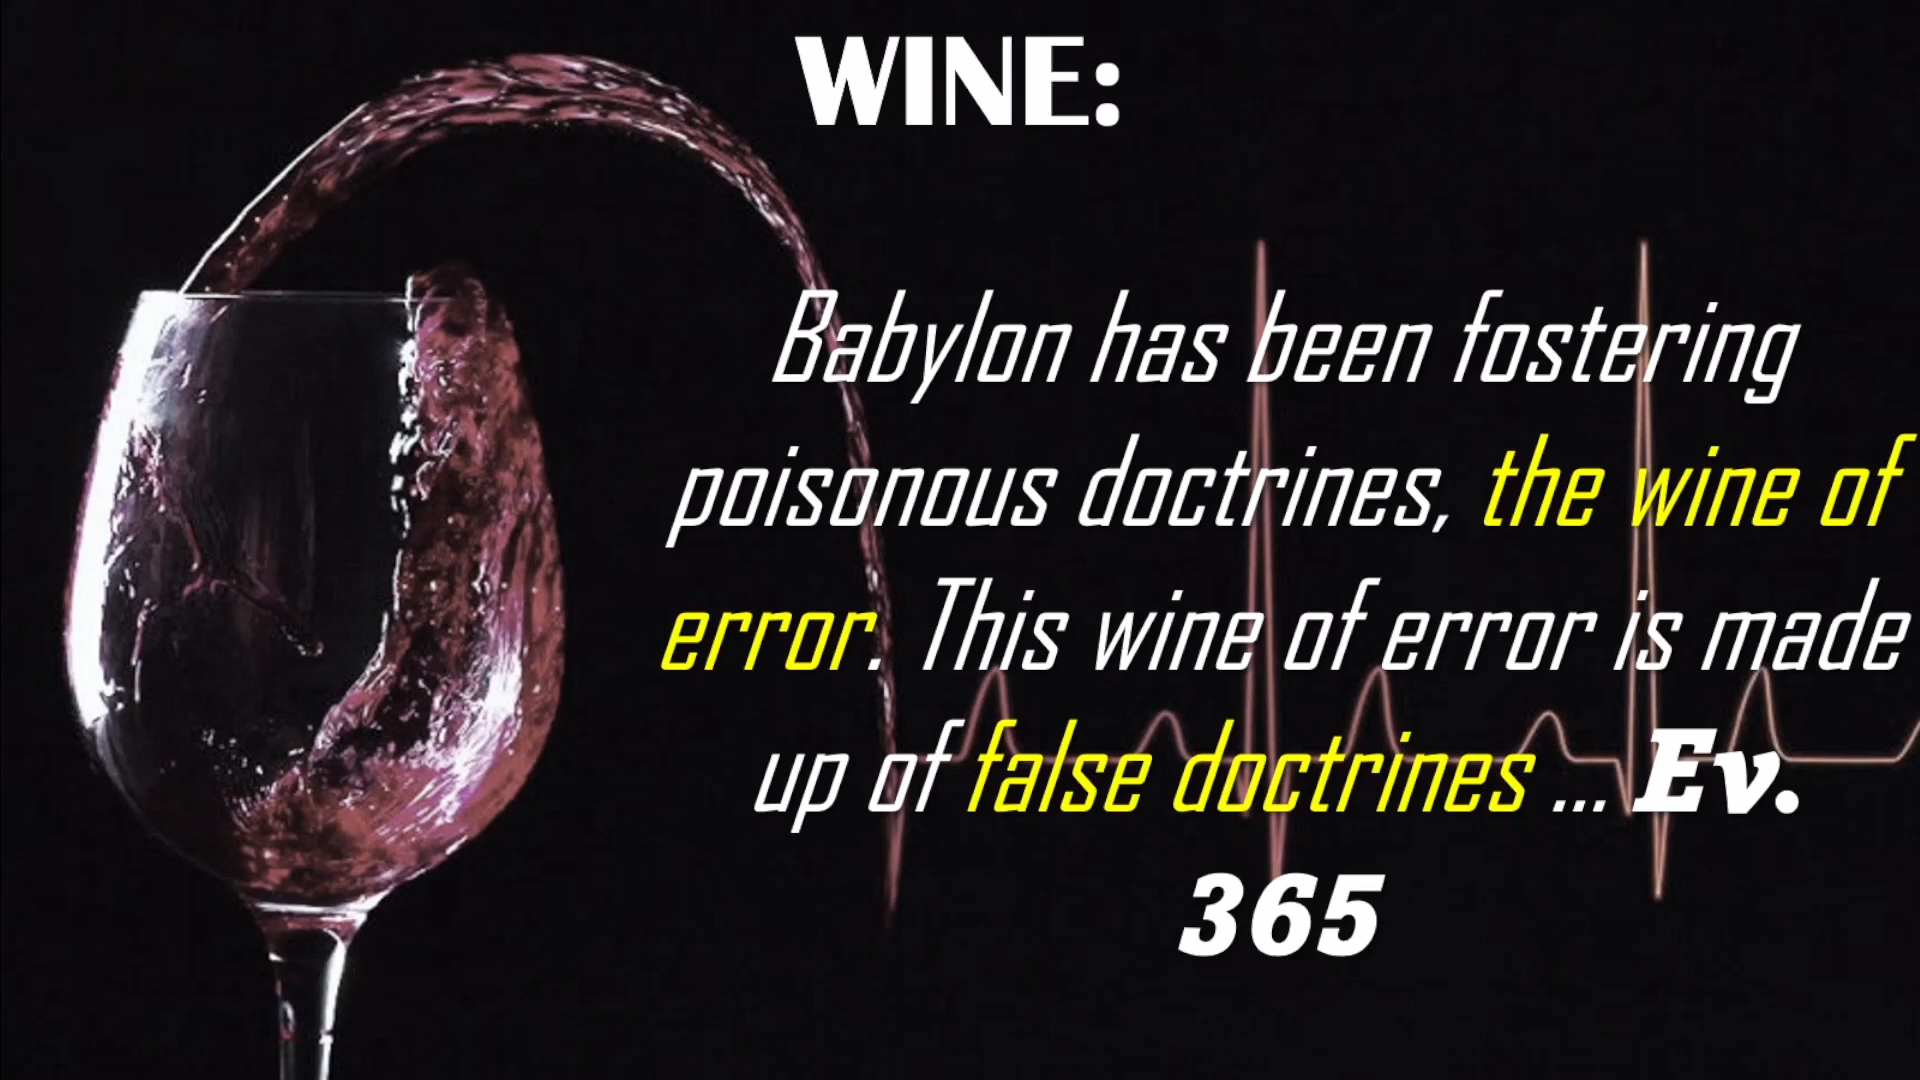 WINE:
Babylon has been fostering
poisonous doctrines, the wine of
error. This wine of error is made
up of false doctrines ... Ev.
365